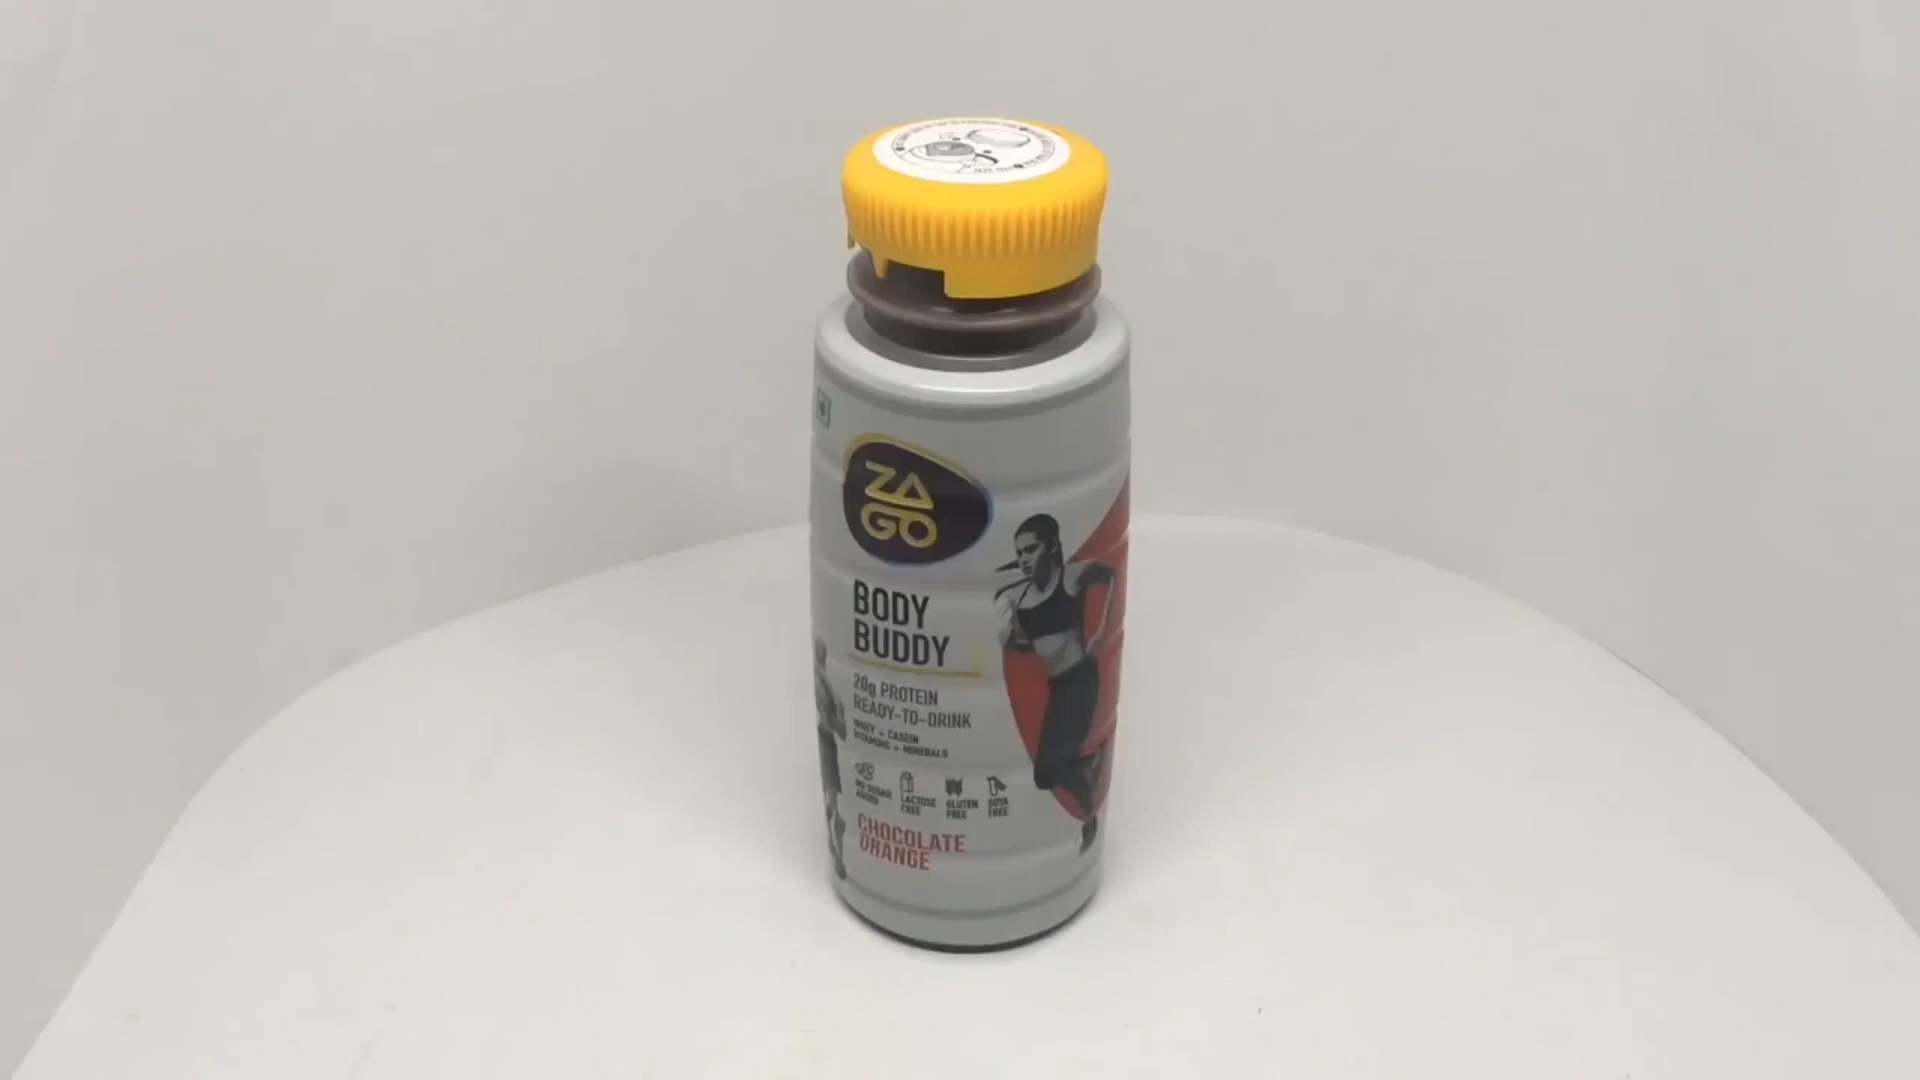 ZA
GO
BODY
BUDDY
20g PROTEIN
READY-TO-DRINK
WHEY + CASEIN
VITAMINS + MINERALS
NO SUGAR
ADDED
LACTOSE
FREE
GLUTEN
FREE
SOYA
FREE
CHOCOLATE
ORANGE